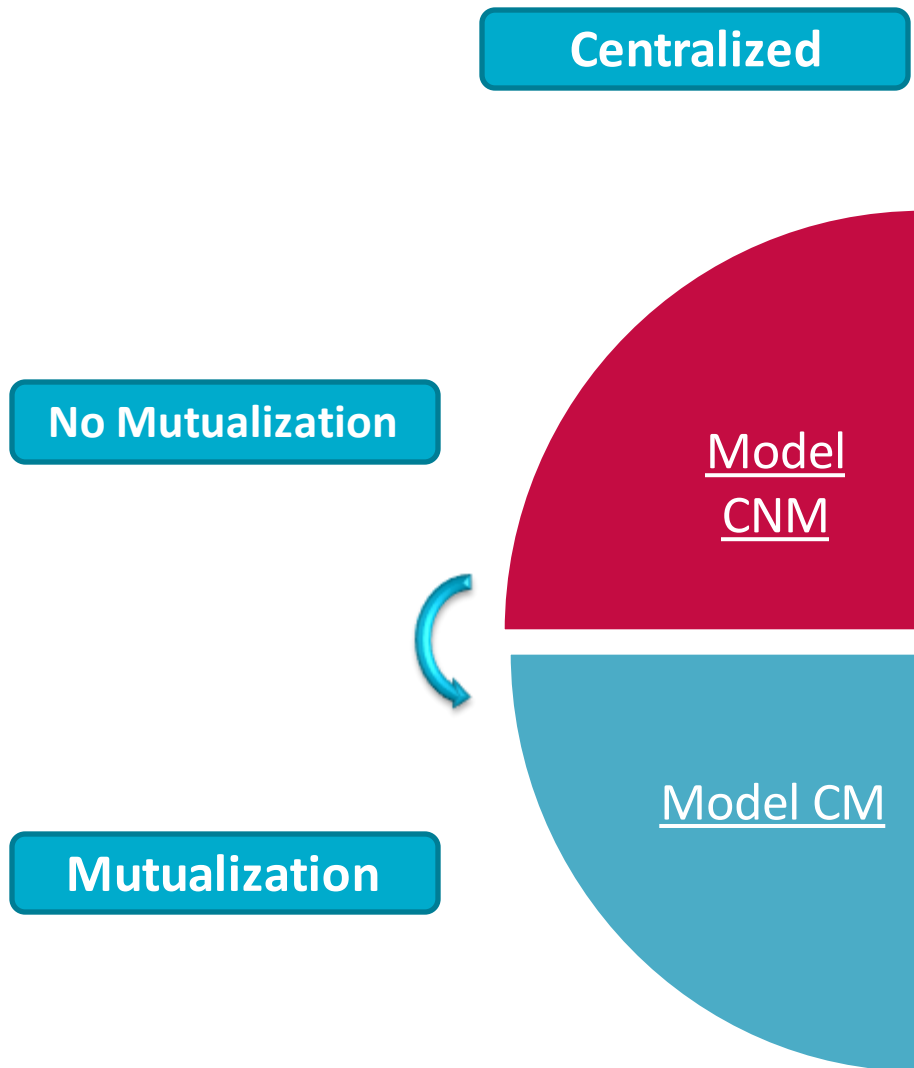 Centralized
No Mutualization
Model
CNM
Model CM
Mutualization